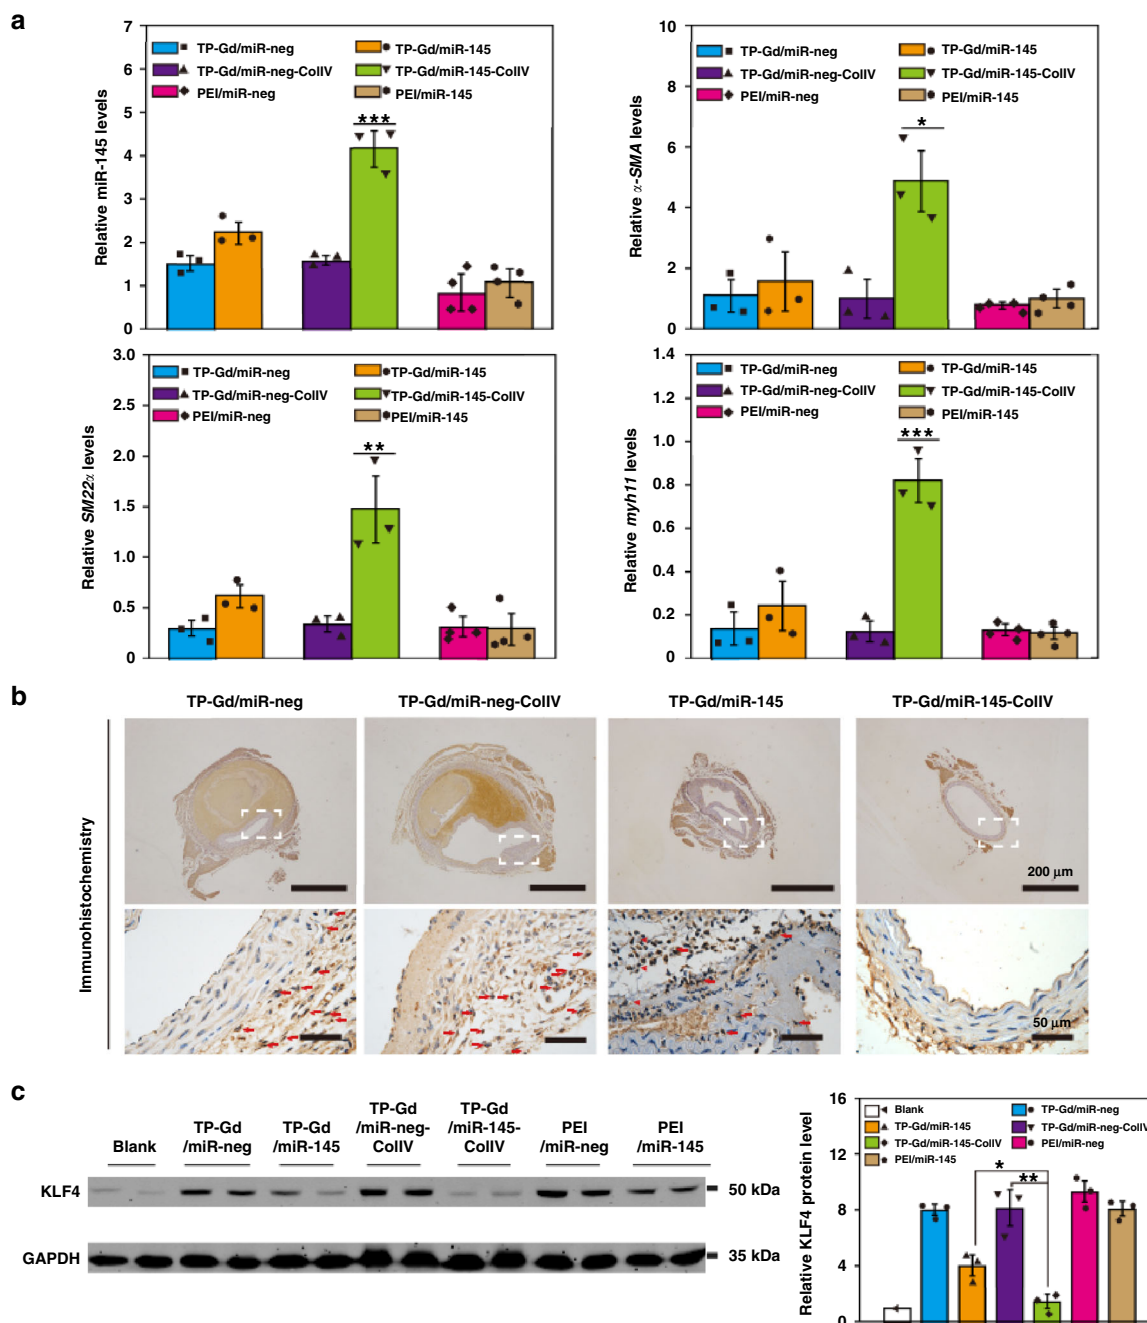 a
7
6
5
4
3
2
1
0
Relative miR-145 levels
TP-Gd/miR-neg
TP-Gd/miR-145
TP-Gd/miR-neg-ColIV
TP-Gd/miR-145-ColIV
PEI/miR-neg
PEI/miR-145
***
10
8
6
4
2
0
Relative α-SMA levels
TP-Gd/miR-neg
TP-Gd/miR-145
TP-Gd/miR-neg-ColIV
TP-Gd/miR-145-ColIV
PEI/miR-neg
PEI/miR-145
*
3.0
2.5
2.0
1.5
1.0
0.5
0
Relative SM22α levels
TP-Gd/miR-neg
TP-Gd/miR-145
TP-Gd/miR-neg-ColIV
TP-Gd/miR-145-ColIV
PEI/miR-neg
PEI/miR-145
**
1.4
1.2
1.0
0.8
0.6
0.4
0.2
0
Relative myh11 levels
TP-Gd/miR-neg
TP-Gd/miR-145
TP-Gd/miR-neg-ColIV
TP-Gd/miR-145-ColIV
PEI/miR-neg
PEI/miR-145
***
b
TP-Gd/miR-neg
TP-Gd/miR-neg-ColIV
TP-Gd/miR-145
TP-Gd/miR-145-ColIV
Immunohistochemistry
200 μm
50 μm
c
Blank
TP-Gd
/miR-neg
TP-Gd
/miR-145
TP-Gd
/miR-neg-
ColIV
TP-Gd
/miR-145-
ColIV
PEI
/miR-neg
PEI
/miR-145
KLF4
50 kDa
GAPDH
35 kDa
16
12
8
4
0
Relative KLF4 protein level
Blank
TP-Gd/miR-neg
TP-Gd/miR-145
TP-Gd/miR-neg-ColIV
TP-Gd/miR-145-ColIV
PEI/miR-neg
PEI/miR-145
*
**